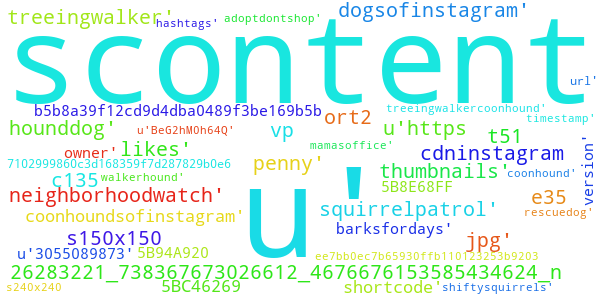 treeingwalker'
hashtags'
adoptdontshop'
dogsofinstagram'
scontent
url'
b5b8a39f12cd9d4dba0489f3be169b5b
ort2
treeingwalkercoonhound'
timestamp'
hounddog'
u'BeG2hM0h64Q'
vp
u'https
t51
owner'
likes'
mamasoffice'
cdninstagram
version'
7102999860c3d168359f7d287829b0e6
penny'
u'
thumbnails'
coonhound'
c135
walkerhound'
5B8E68FF
neighborhoodwatch'
e35
squirrelpatrol'
rescuedog'
coonhoundsofinstagram'
barksfordays'
s150x150
jpg'
u'3055089873'
5B94A920
ee7bb0ec7b65930ffb110123253b9203
26283221_738367673026612_4676676153585434624_n
s240x240
5BC46269
shortcode'
shiftysquirrels'